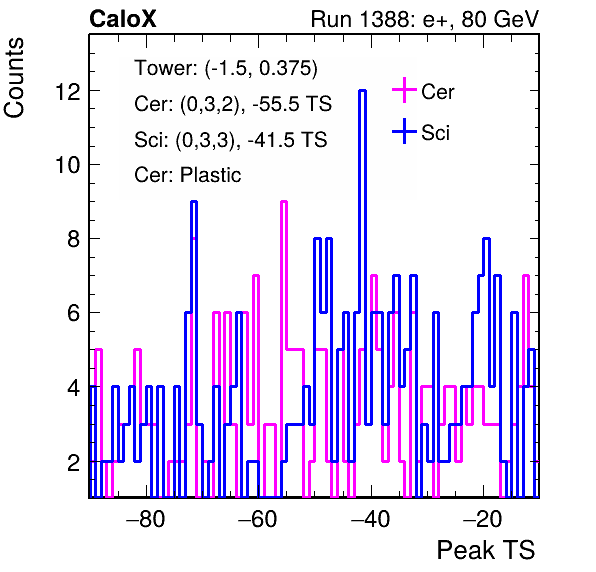 CaloX Run 1388: e+, 80 GeV
Counts
Tower: (-1.5, 0.375)
Cer: (0,3,2), -55.5 TS
Sci: (0,3,3), -41.5 TS
Cer: Plastic
Cer
Sci
12
10
8
6
4
2
−80 −60 −40 −20
Peak TS